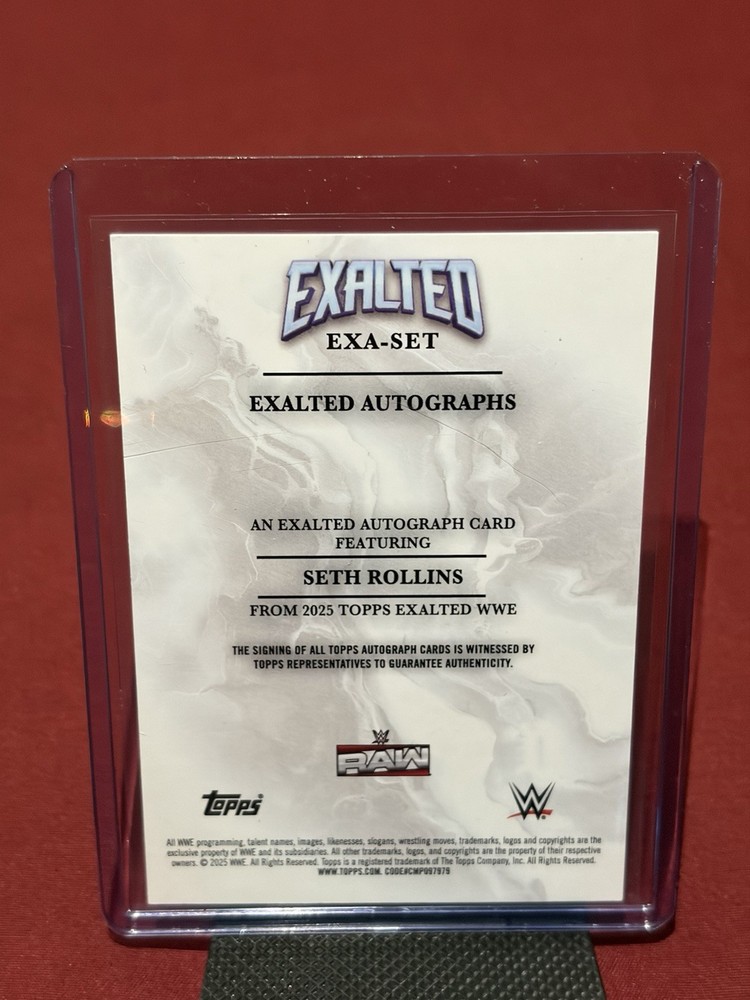 EXALTED
EXA-SET
EXALTED AUTOGRAPHS
AN EXALTED AUTOGRAPH CARD
FEATURING
SETH ROLLINS
FROM 2025 TOPPS EXALTED WWE
THE SIGNING OF ALL TOPPS AUTOGRAPH CARDS IS WITNESSED BY
TOPPS REPRESENTATIVES TO GUARANTEE AUTHENTICITY.
W
RAW
topps®
W®
All WWE programming, talent names, images, likenesses, slogans, wrestling moves, trademarks, logos and copyrights are the
exclusive property of WWE and its subsidiaries. All other trademarks, logos, and copyrights are the property of their respective
owners. © 2025 WWE. All Rights Reserved. Topps is a registered trademark of The Topps Company, Inc. All Rights Reserved.
WWW.TOPPS.COM. CODE#CMP097979